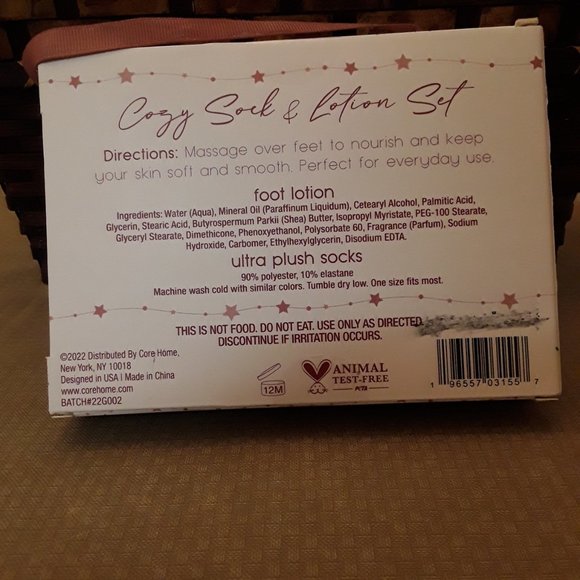 Cozy Sock & Lotion Set
Directions: Massage over feet to nourish and keep
your skin soft and smooth. Perfect for everyday use.
foot lotion
Ingredients: Water (Aqua), Mineral Oil (Paraffinum Liquidum), Cetearyl Alcohol, Palmitic Acid,
Glycerin, Stearic Acid, Butyrospermum Parkii (Shea) Butter, Isopropyl Myristate, PEG-100 Stearate,
Glyceryl Stearate, Dimethicone, Phenoxyethanol, Polysorbate 60, Fragrance (Parfum), Sodium
Hydroxide, Carbomer, Ethylhexylglycerin, Disodium EDTA.
ultra plush socks
90% polyester, 10% elastane
Machine wash cold with similar colors. Tumble dry low. One size fits most.
THIS IS NOT FOOD. DO NOT EAT. USE ONLY AS DIRECTED
DISCONTINUE IF IRRITATION OCCURS.
©2022 Distributed By Core Home,
New York, NY 10018
Designed in USA | Made in China
www.corehome.com
BATCH#22G002
12M
ANIMAL
TEST-FREE
PETA
1 96557 03155 7